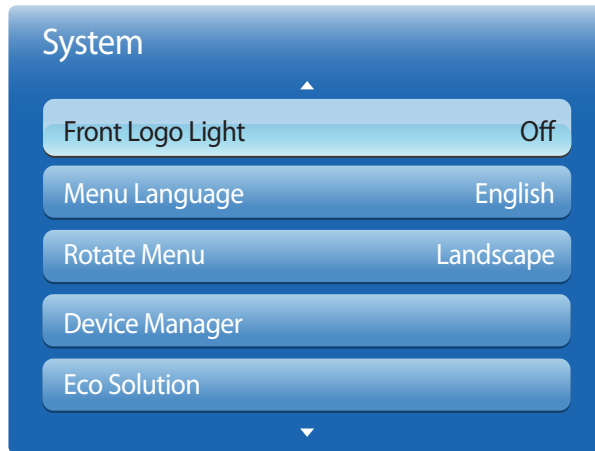 System
Front Logo Light Off
Menu Language English
Rotate Menu Landscape
Device Manager
Eco Solution